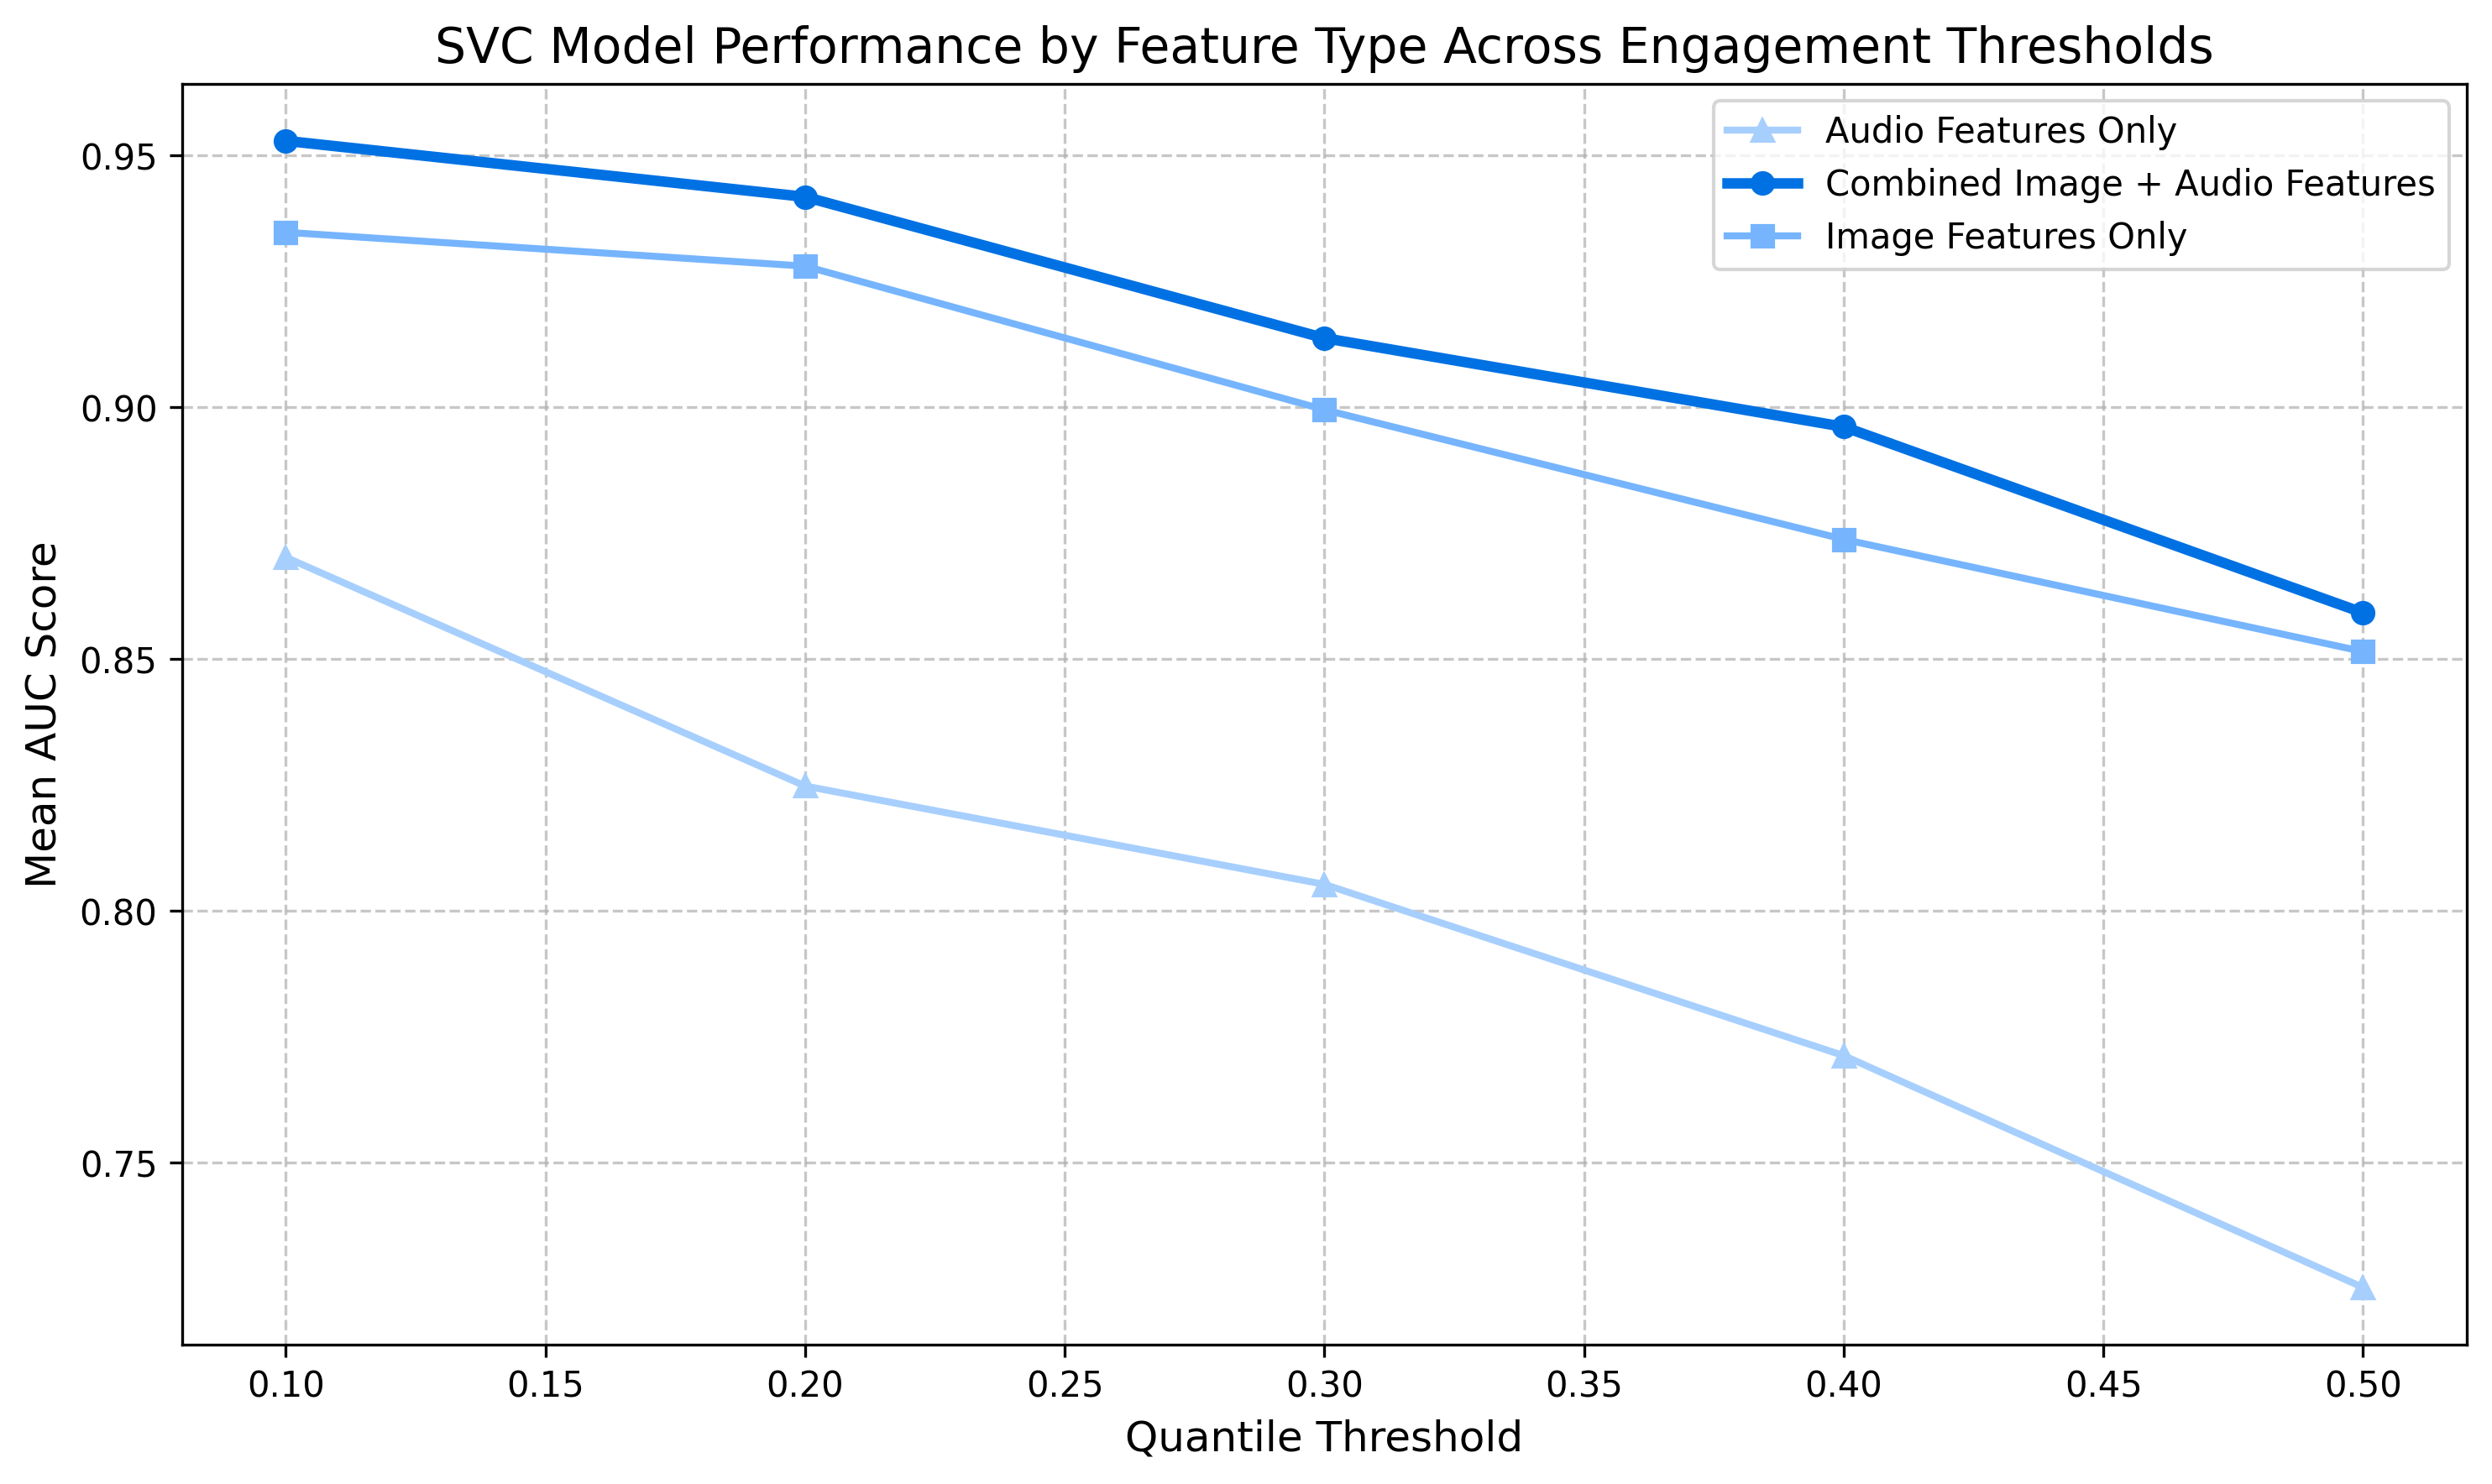 SVC Model Performance by Feature Type Across Engagement Thresholds
Audio Features Only
Combined Image + Audio Features
Image Features Only
Mean AUC Score
0.95
0.90
0.85
0.80
0.75
0.10 0.15 0.20 0.25 0.30 0.35 0.40 0.45 0.50
Quantile Threshold